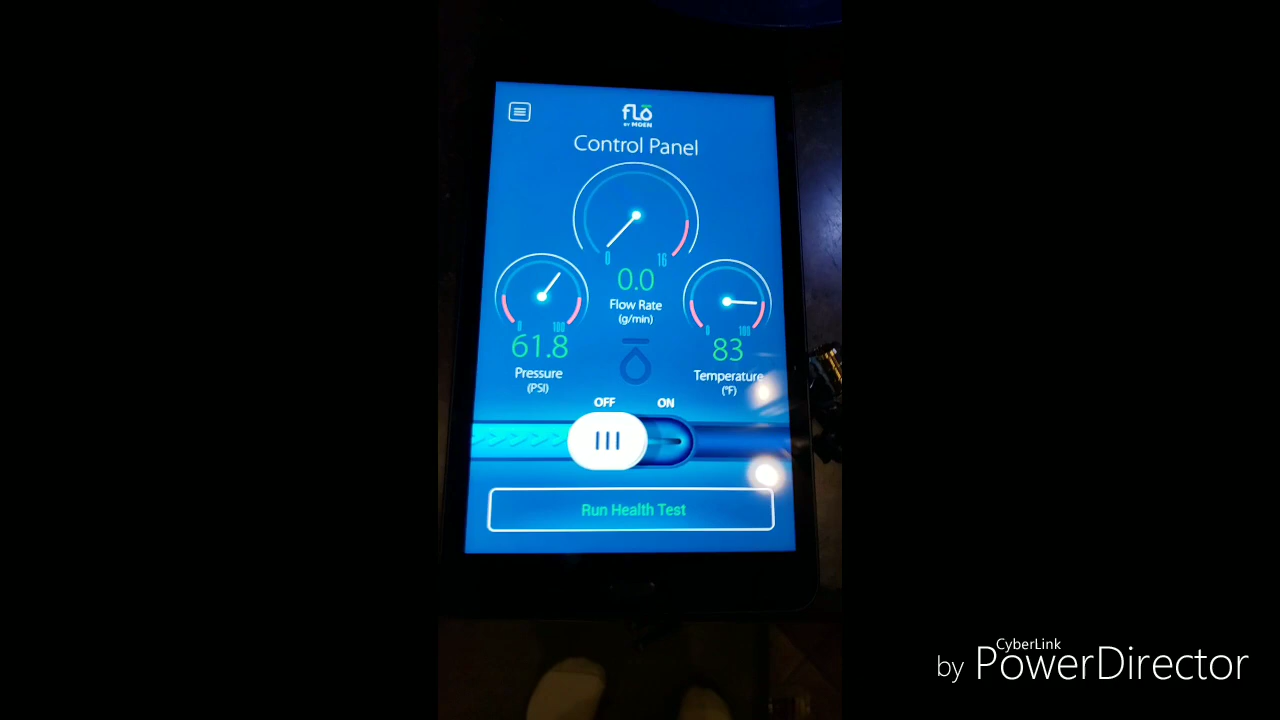 flo
BY MOEN
Control Panel
0 16
0.0
Flow Rate
(g/min)
0 100
61.8
Pressure
(PSI)
0 100
83
Temperature
(°F)
OFF ON
Run Health Test
CyberLink
by PowerDirector